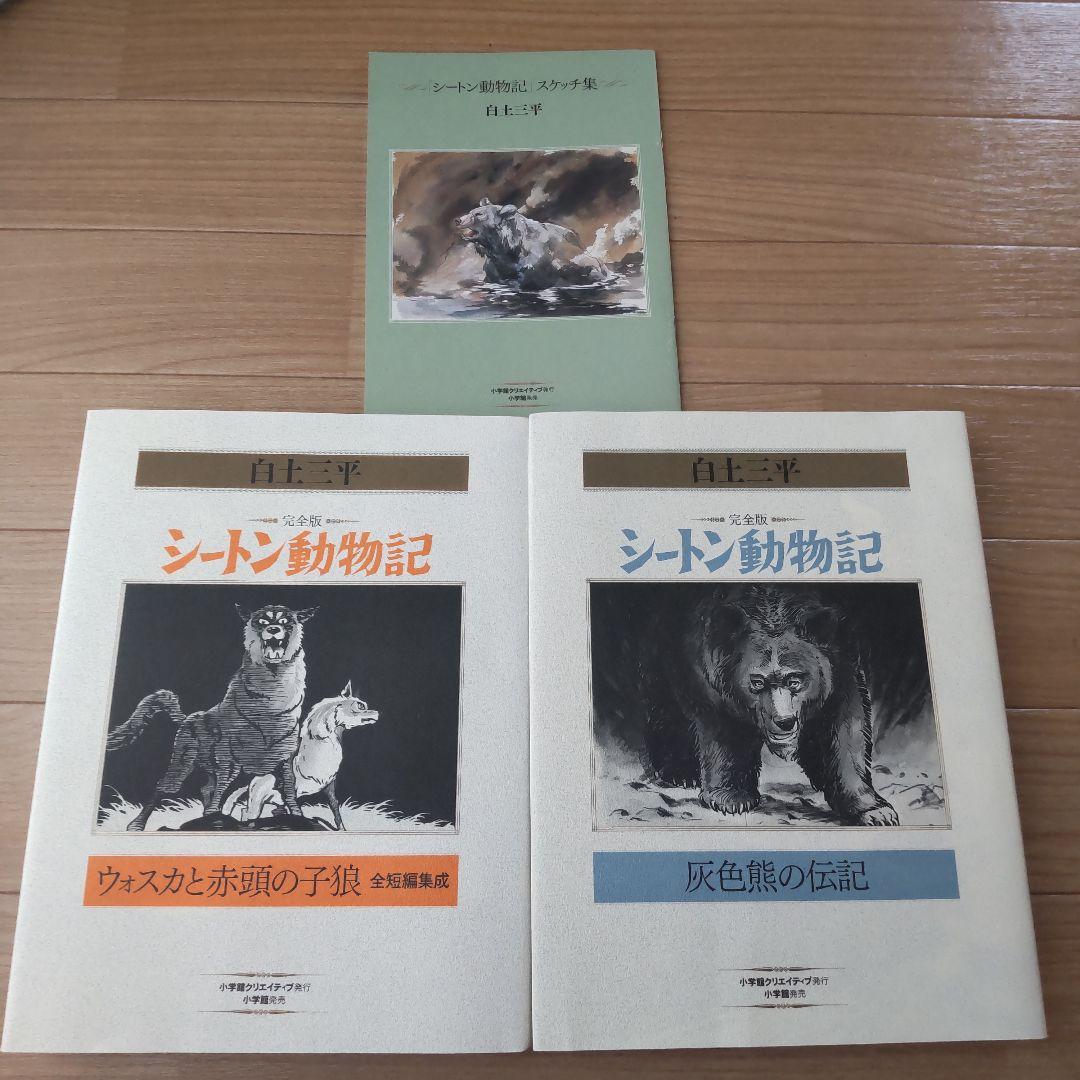 「シートン動物記」スケッチ集
白土三平
小学館クリエイティブ発行
小学館発売
白土三平
完全版
シートン動物記
ウォスカと赤頭の子狼 全短編集成
小学館クリエイティブ発行
小学館発売
白土三平
完全版
シートン動物記
灰色熊の伝記
小学館クリエイティブ発行
小学館発売